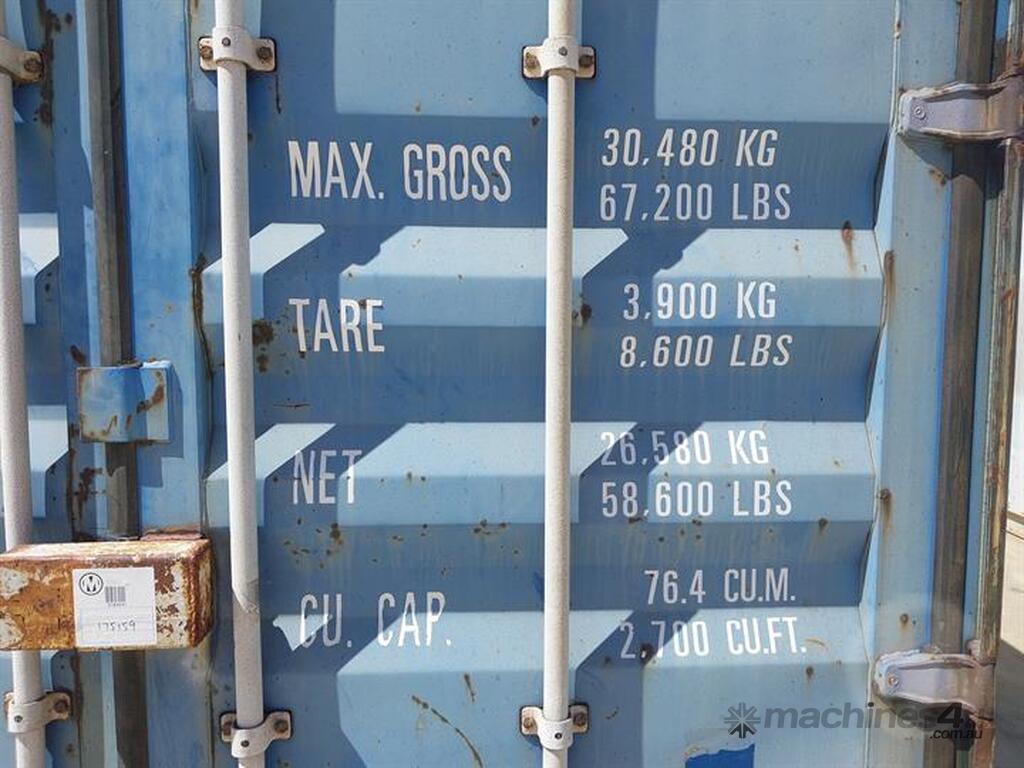 MAX. GROSS 30,480 KG
67,200 LBS
TARE 3,900 KG
8,600 LBS
NET 26,580 KG
58,600 LBS
CU. CAP. 76.4 CU.M.
2,700 CU.FT.
M
175159
machines4u
.com.au